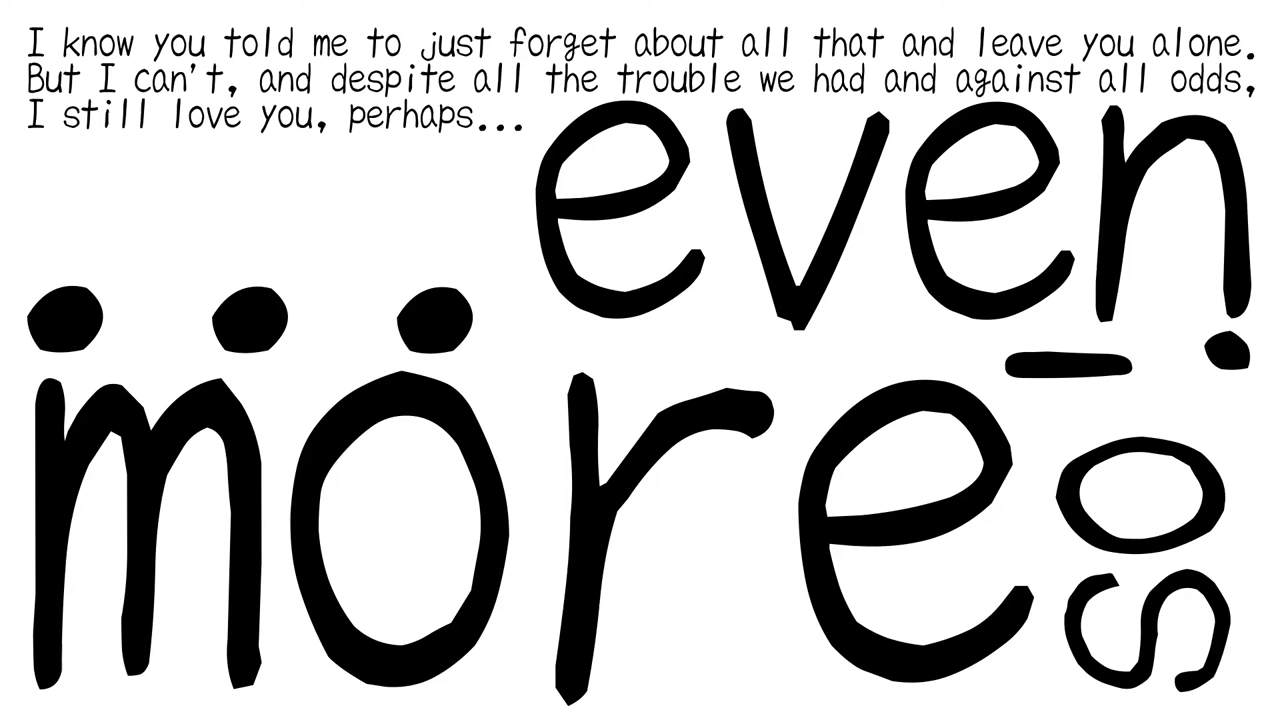 I know you told me to just forget about all that and leave you alone.
But I can't, and despite all the trouble we had and against all odds,
I still love you, perhaps...
even
...
more
so!